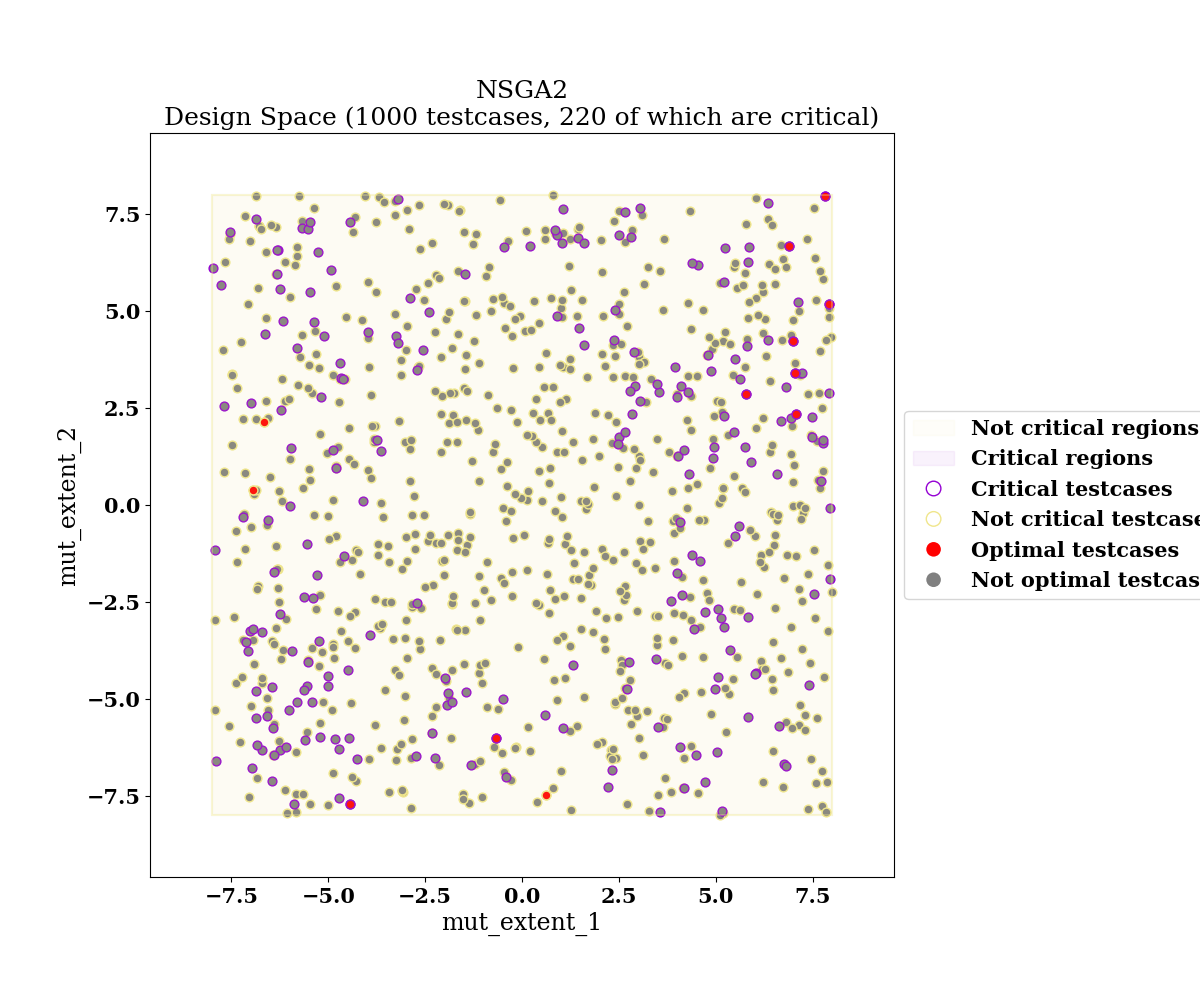 NSGA2
Design Space (1000 testcases, 220 of which are critical)
7.5
5.0
2.5
0.0
−2.5
−5.0
−7.5
mut_extent_2
−7.5 −5.0 −2.5 0.0 2.5 5.0 7.5
mut_extent_1
Not critical regions
Critical regions
Critical testcases
Not critical testcase
Optimal testcases
Not optimal testcas